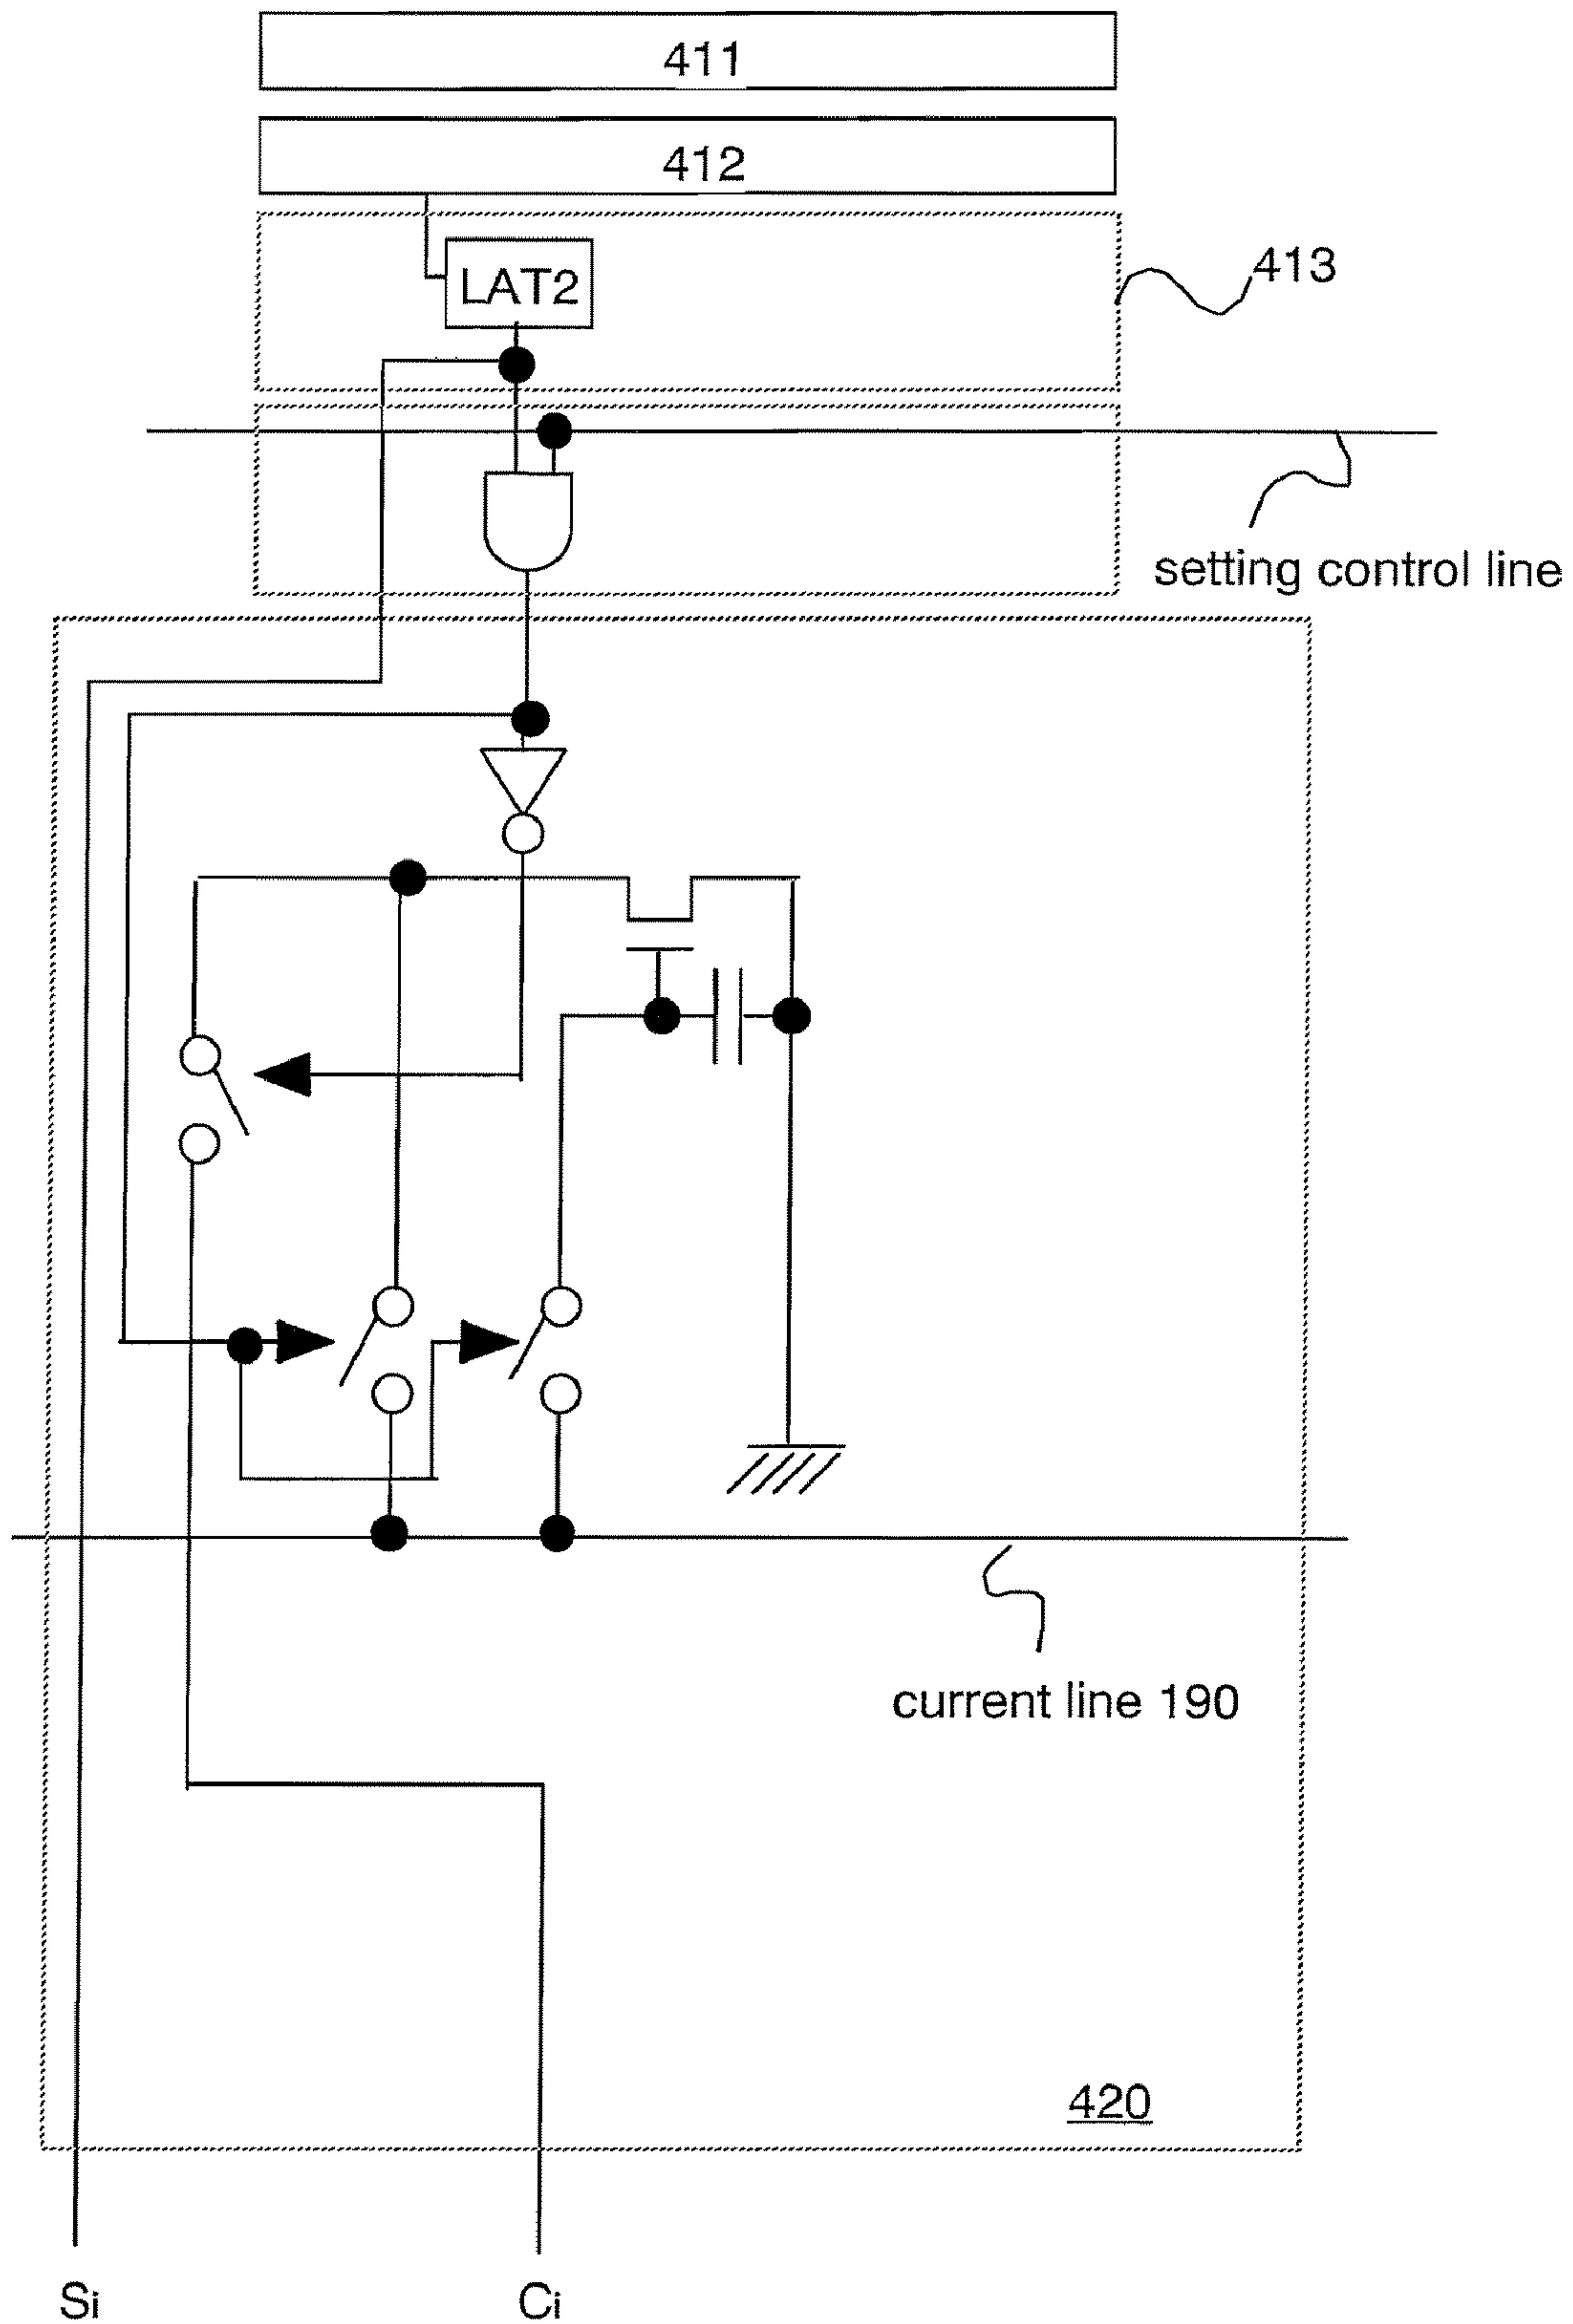 411
412
LAT2
413
setting control line
current line 190
420
Si
Ci